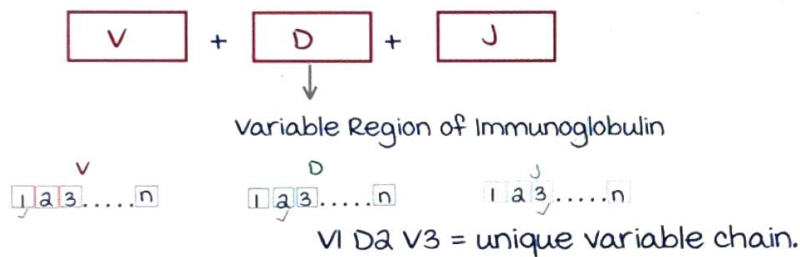 V + D + J
Variable Region of Immunoglobulin
V D J
1 2 3 ..... n 1 2 3 ..... n 1 2 3 ..... n
V1 D2 V3 = unique variable chain.